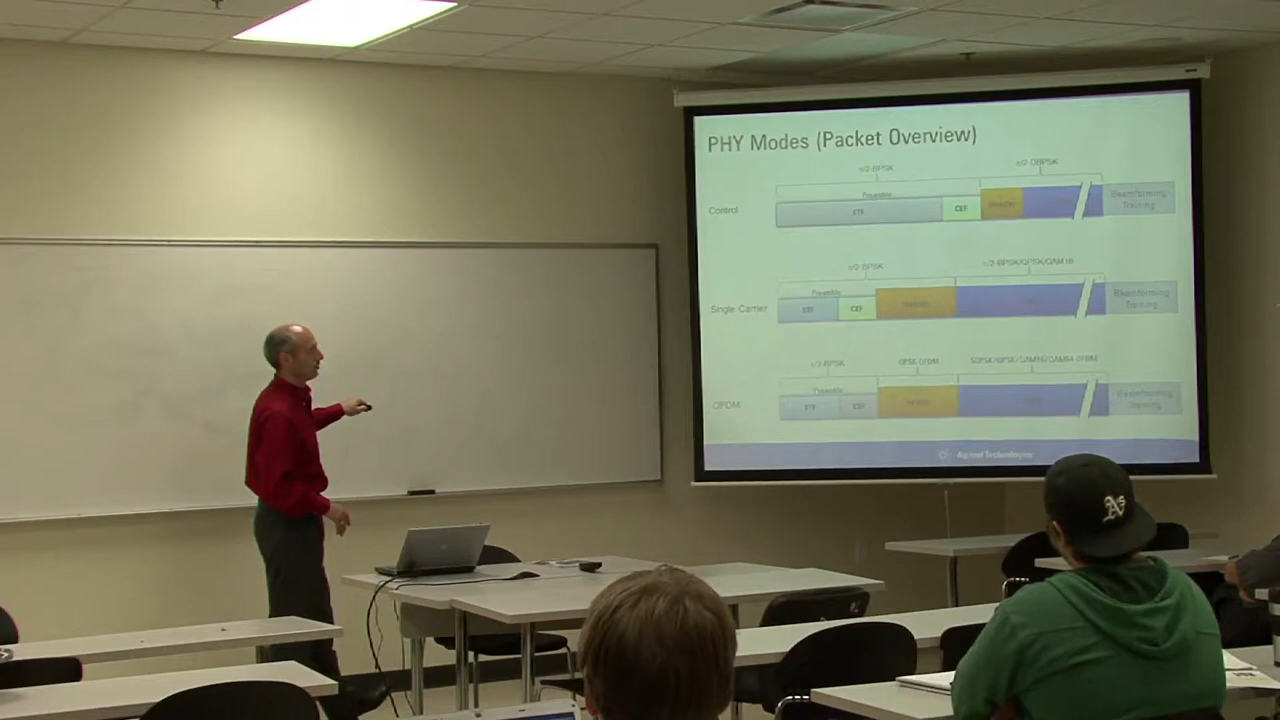 PHY Modes (Packet Overview)
π/2-BPSK π/2-DBPSK
Preamble
Control STF CEF Header Beamforming
Training
π/2-BPSK π/2-BPSK/QPSK/QAM16
Preamble
Single Carrier STF CEF Header Beamforming
Training
π/2-BPSK QPSK-OFDM SQPSK/QPSK/QAM16/QAM64-OFDM
Preamble
OFDM STF CEF Header Beamforming
Training
Agilent Technologies
A's